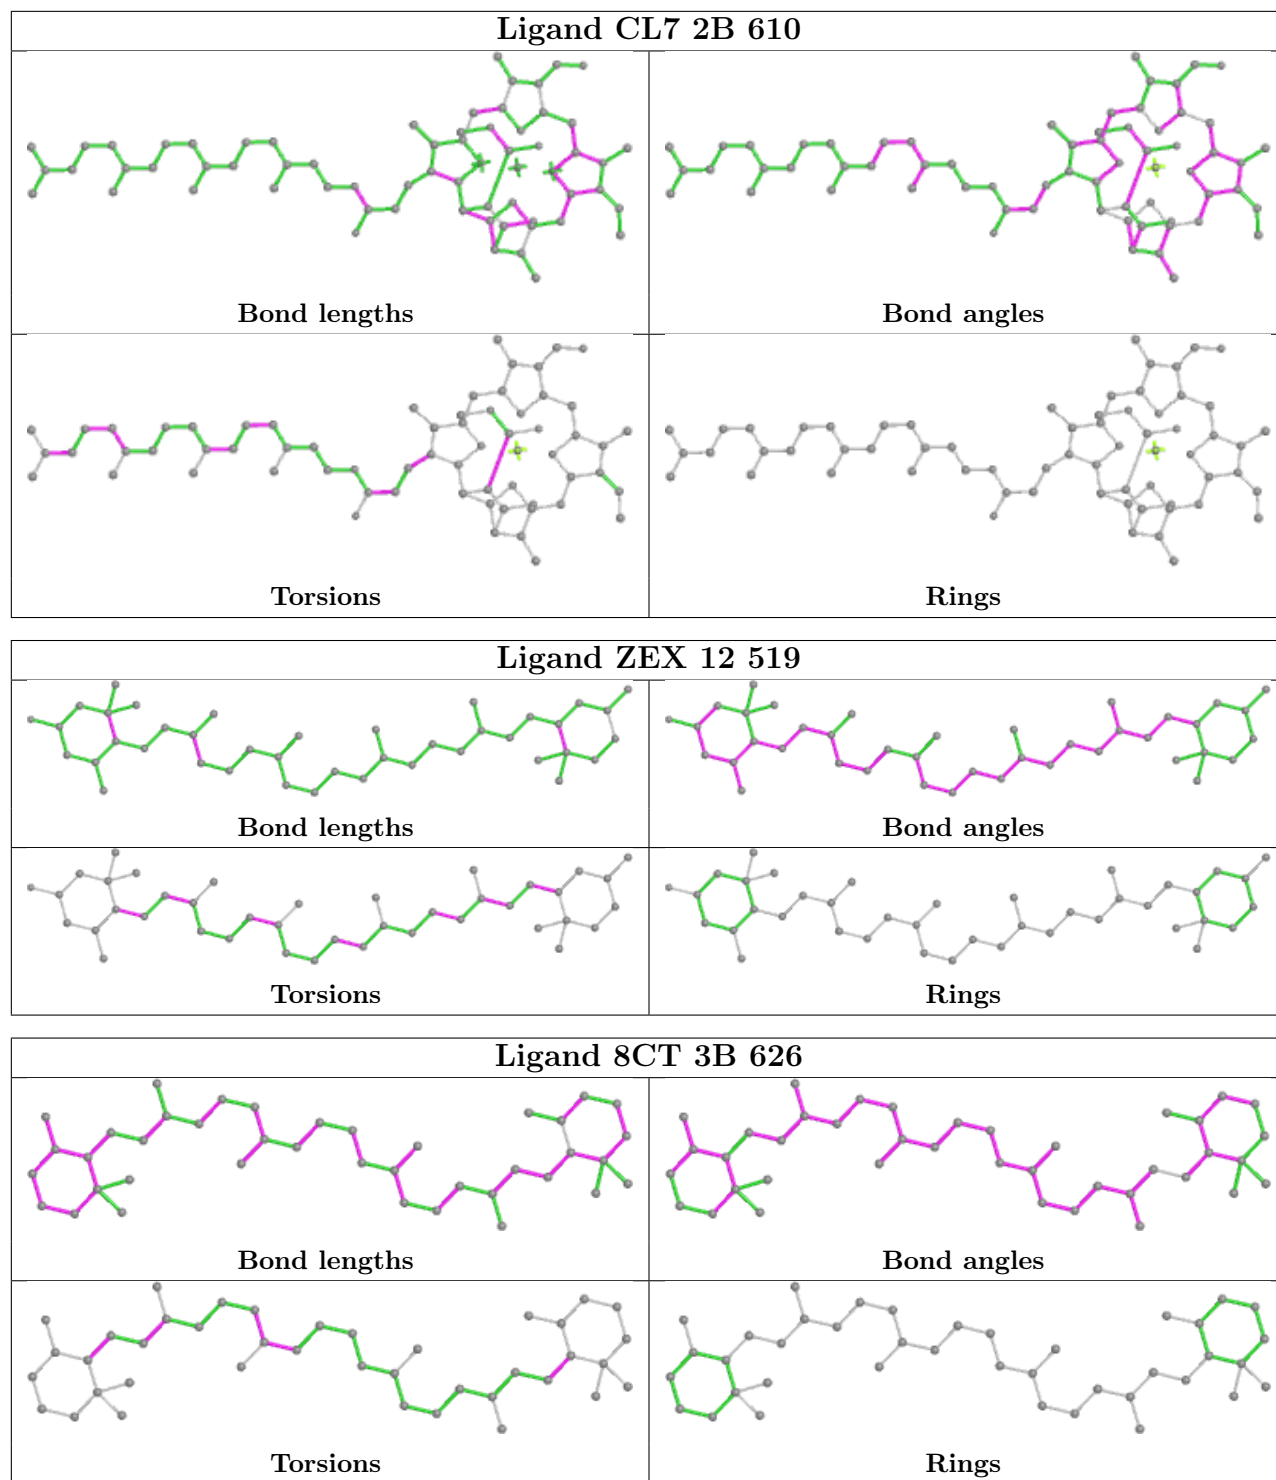 Ligand CL7 2B 610
Bond lengths
Bond angles
Torsions
Rings
Ligand ZEX 12 519
Bond lengths
Bond angles
Torsions
Rings
Ligand 8CT 3B 626
Bond lengths
Bond angles
Torsions
Rings